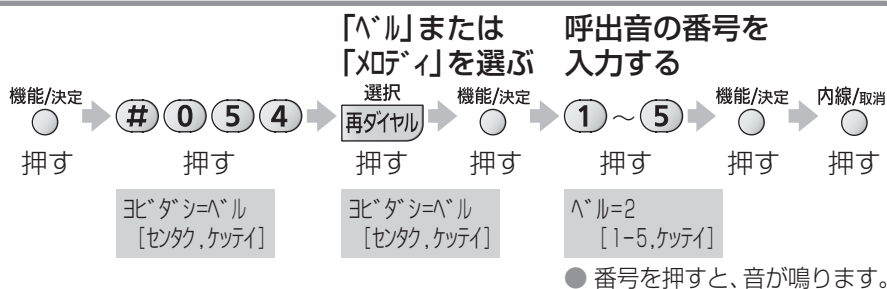 「ﾍﾞﾙ」または
「ﾒﾛﾃﾞｨ」を選ぶ
呼出音の番号を
入力する
機能/決定
# 0 5 4
選択
再ダイヤル
機能/決定
1 ～ 5
機能/決定
内線/取消
押す 押す 押す 押す 押す 押す 押す
ﾖﾋﾞﾀﾞｼ=ﾍﾞﾙ
[ｾﾝﾀｸ,ｹｯﾃｲ]
ﾖﾋﾞﾀﾞｼ=ﾍﾞﾙ
[ｾﾝﾀｸ,ｹｯﾃｲ]
ﾍﾞﾙ=2
[1-5,ｹｯﾃｲ]
● 番号を押すと、音が鳴ります。